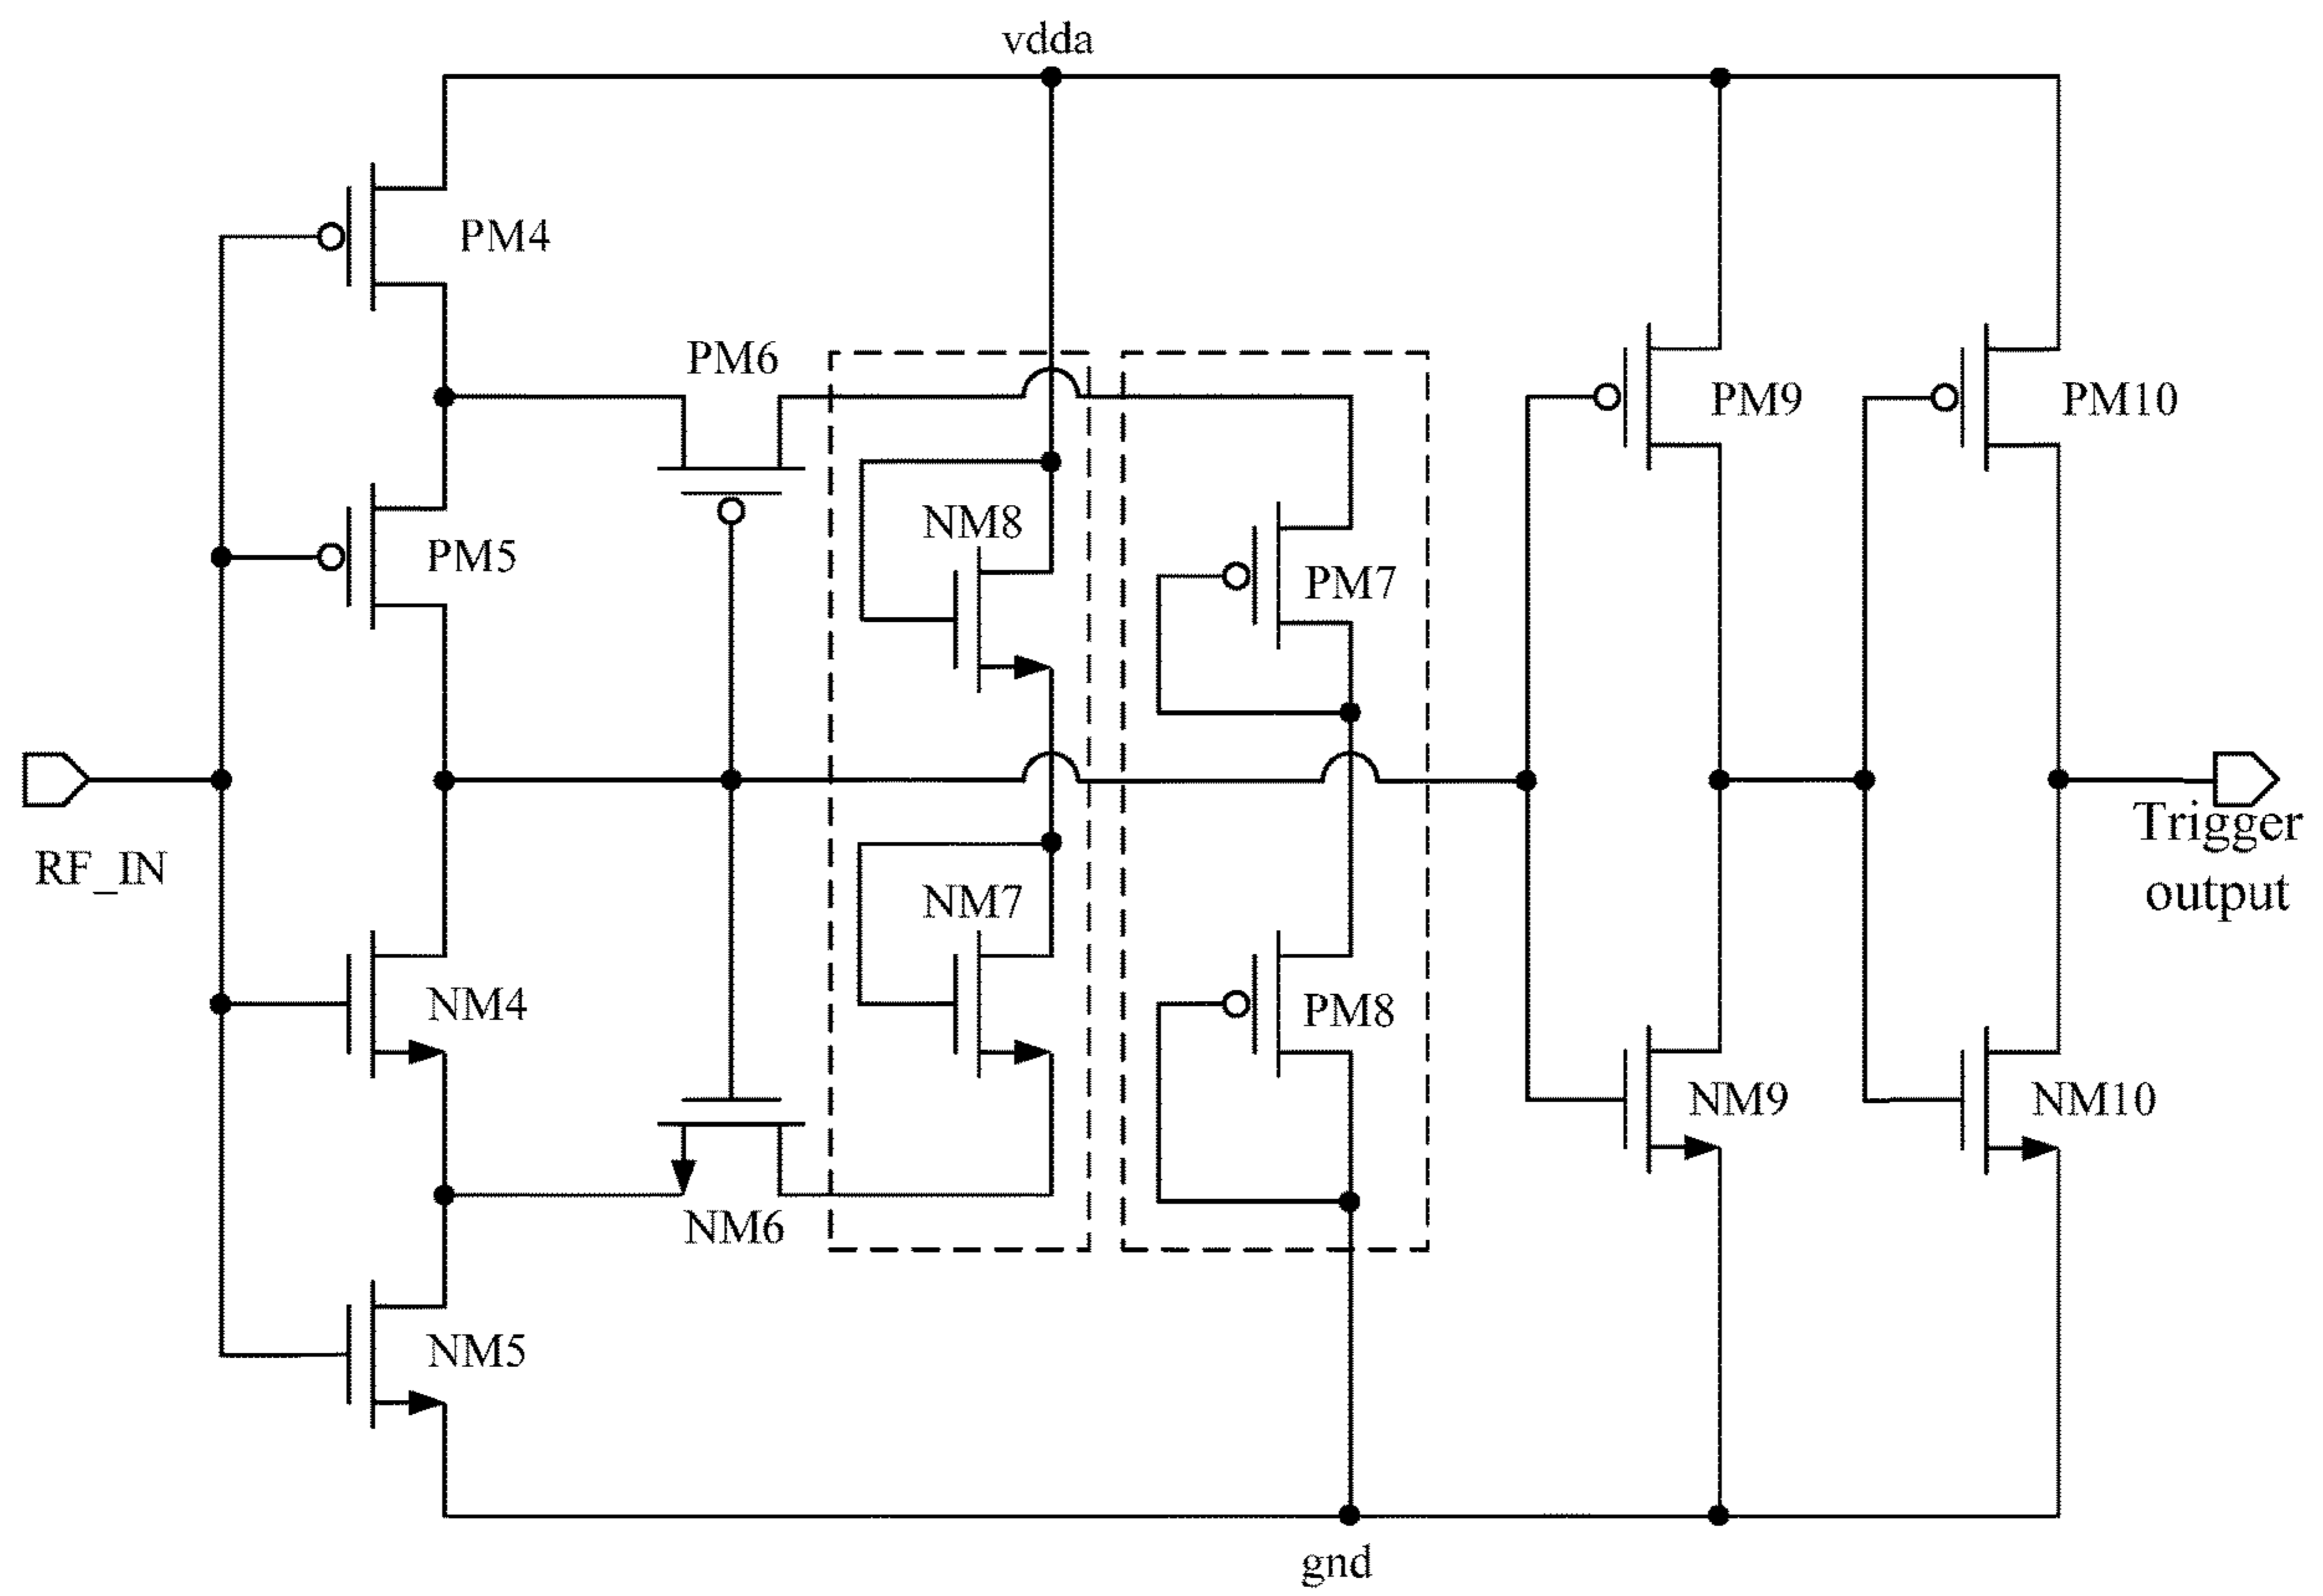 vdda
PM4
PM6
PM9
PM10
NM8
PM5
PM7
RF_IN
Trigger
output
NM7
NM4
PM8
NM9
NM10
NM6
NM5
gnd